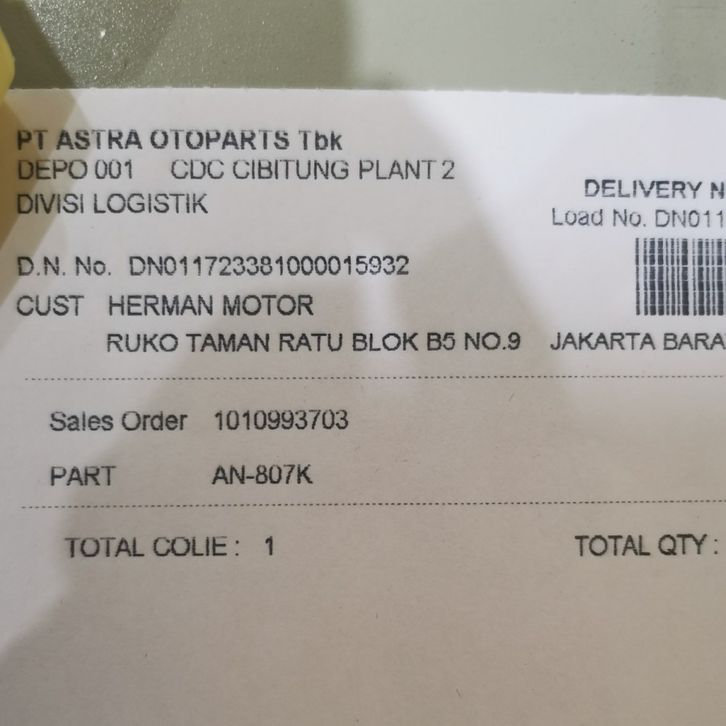 PT ASTRA OTOPARTS Tbk
DEPO 001 CDC CIBITUNG PLANT 2
DIVISI LOGISTIK
DELIVERY N
Load No. DN011
D.N. No. DN0117233381000015932
CUST HERMAN MOTOR
RUKO TAMAN RATU BLOK B5 NO.9 JAKARTA BARA
Sales Order 1010993703
PART AN-807K
TOTAL COLIE : 1 TOTAL QTY :